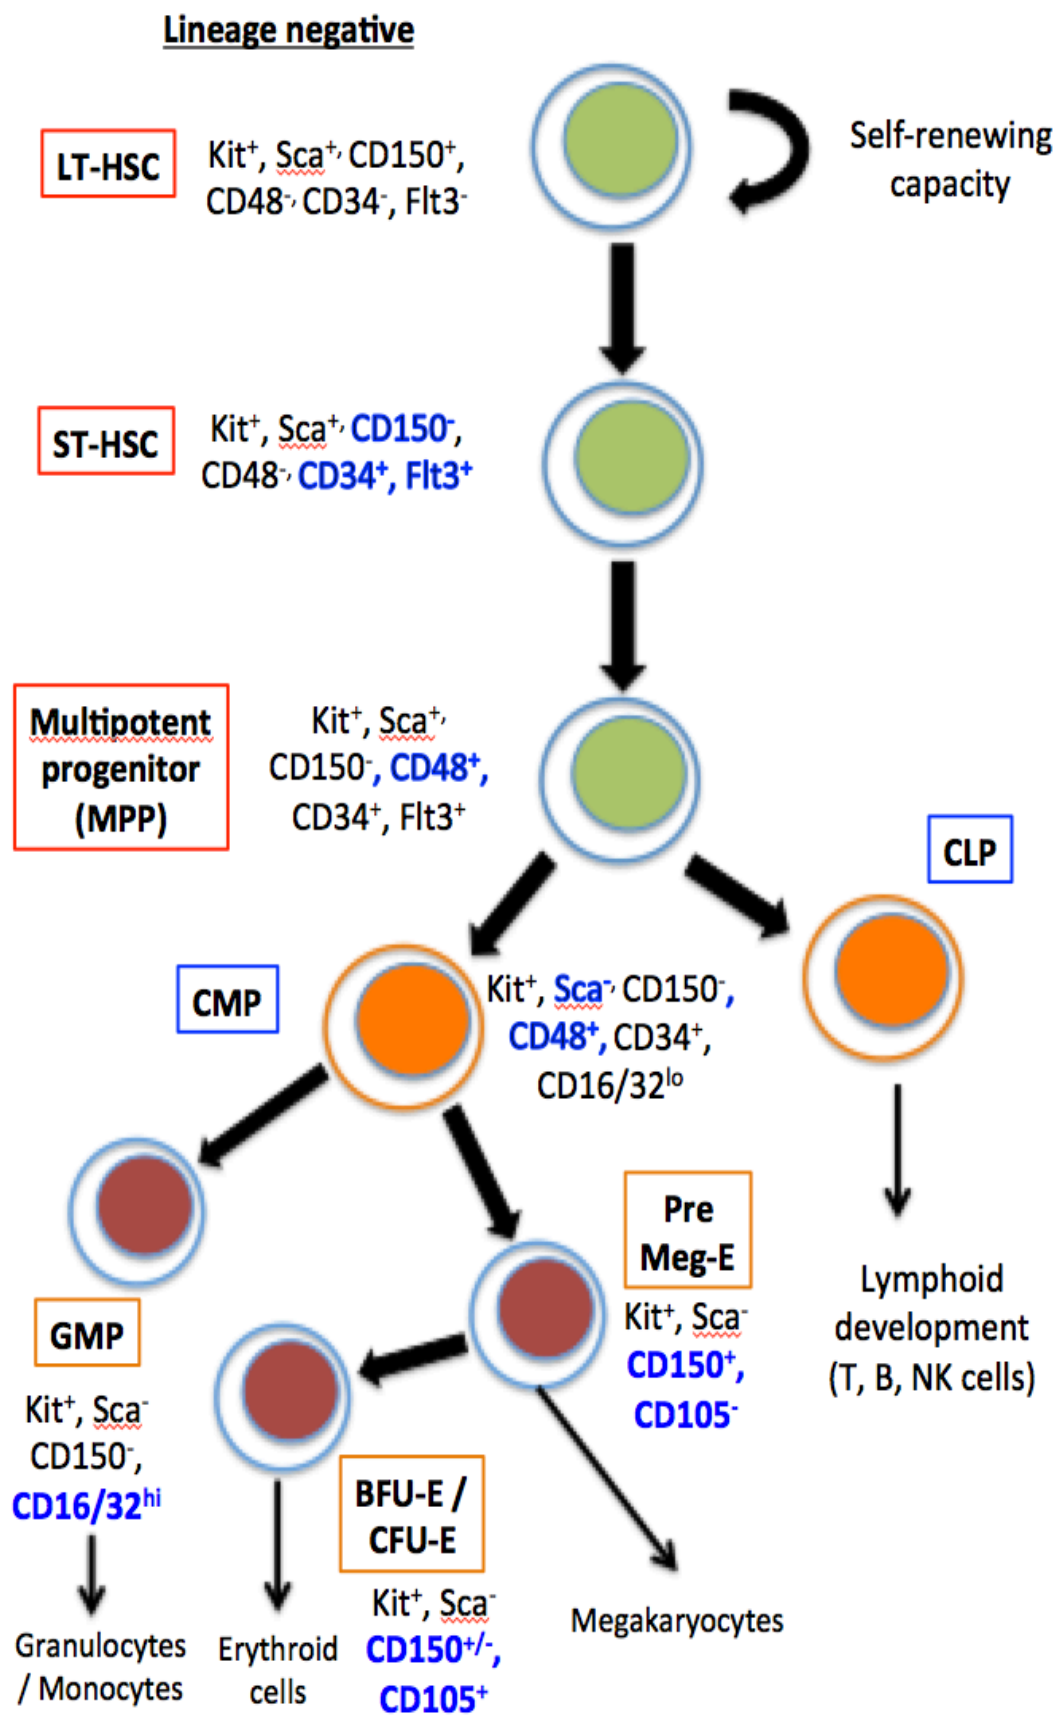 Lineage negative
LT-HSC
Kit⁺, Sca⁺, CD150⁺,
CD48⁻, CD34⁻, Flt3⁻
Self-renewing
capacity
ST-HSC
Kit⁺, Sca⁺, CD150⁻,
CD48⁻, CD34⁺, Flt3⁺
Multipotent
progenitor
(MPP)
Kit⁺, Sca⁺,
CD150⁻, CD48⁺,
CD34⁺, Flt3⁺
CLP
CMP
Kit⁺, Sca⁻, CD150⁻,
CD48⁺, CD34⁺,
CD16/32ˡᵒ
Pre
Meg-E
Kit⁺, Sca⁻
CD150⁺,
CD105⁻
Lymphoid
development
(T, B, NK cells)
GMP
Kit⁺, Sca⁻
CD150⁻,
CD16/32ʰⁱ
BFU-E /
CFU-E
Kit⁺, Sca⁻
CD150⁺/⁻,
CD105⁺
Granulocytes
/ Monocytes
Erythroid
cells
Megakaryocytes